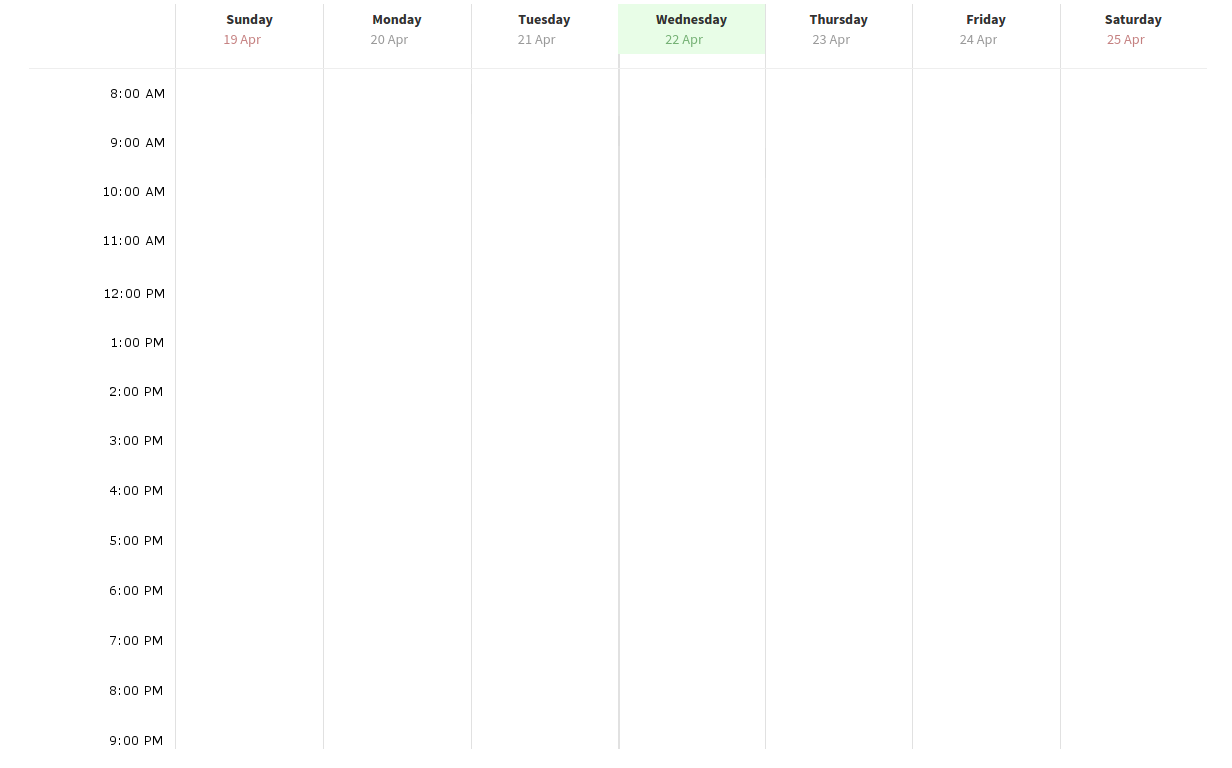 Sunday Monday Tuesday Wednesday Thursday Friday Saturday
19 Apr 20 Apr 21 Apr 22 Apr 23 Apr 24 Apr 25 Apr
8:00 AM
9:00 AM
10:00 AM
11:00 AM
12:00 PM
1:00 PM
2:00 PM
3:00 PM
4:00 PM
5:00 PM
6:00 PM
7:00 PM
8:00 PM
9:00 PM